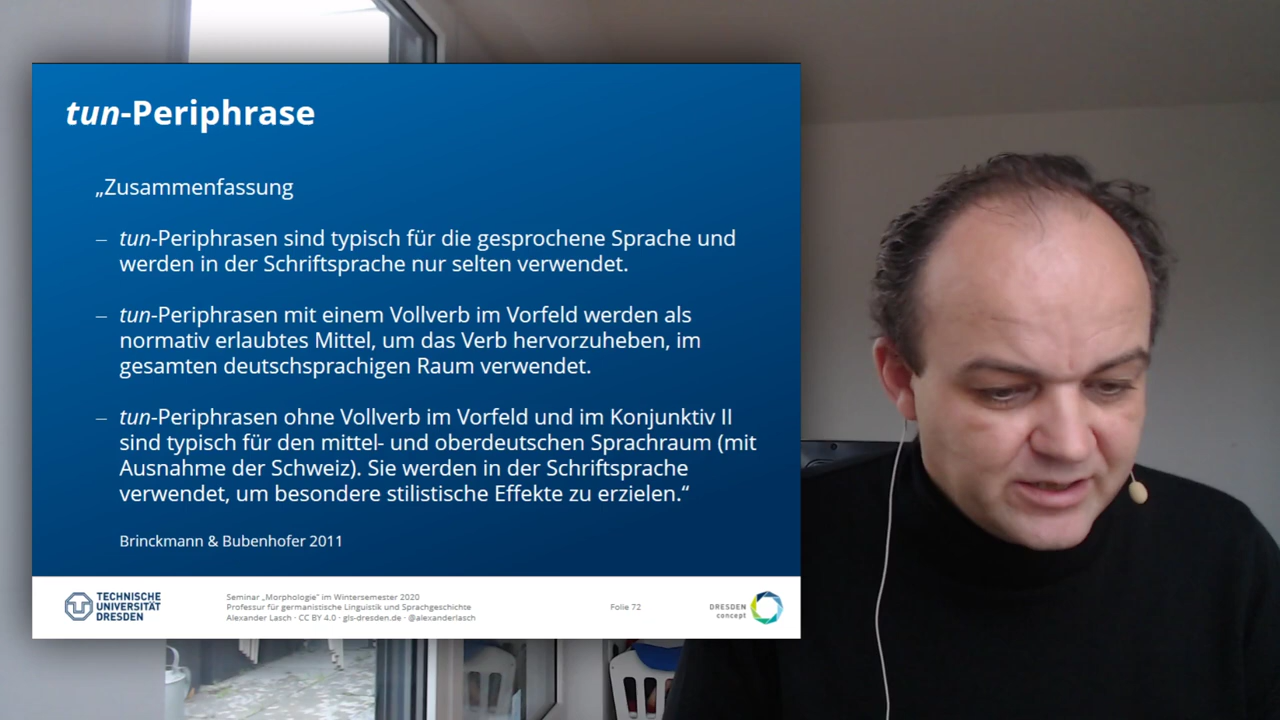 tun-Periphrase
„Zusammenfassung
– tun-Periphrasen sind typisch für die gesprochene Sprache und
werden in der Schriftsprache nur selten verwendet.
– tun-Periphrasen mit einem Vollverb im Vorfeld werden als
normativ erlaubtes Mittel, um das Verb hervorzuheben, im
gesamten deutschsprachigen Raum verwendet.
– tun-Periphrasen ohne Vollverb im Vorfeld und im Konjunktiv II
sind typisch für den mittel- und oberdeutschen Sprachraum (mit
Ausnahme der Schweiz). Sie werden in der Schriftsprache
verwendet, um besondere stilistische Effekte zu erzielen.“
Brinckmann & Bubenhofer 2011
TECHNISCHE
UNIVERSITÄT
DRESDEN
Seminar „Morphologie“ im Wintersemester 2020
Professur für germanistische Linguistik und Sprachgeschichte
Alexander Lasch · CC BY 4.0 · gls-dresden.de · @alexanderlasch
Folie 72
DRESDEN
concept